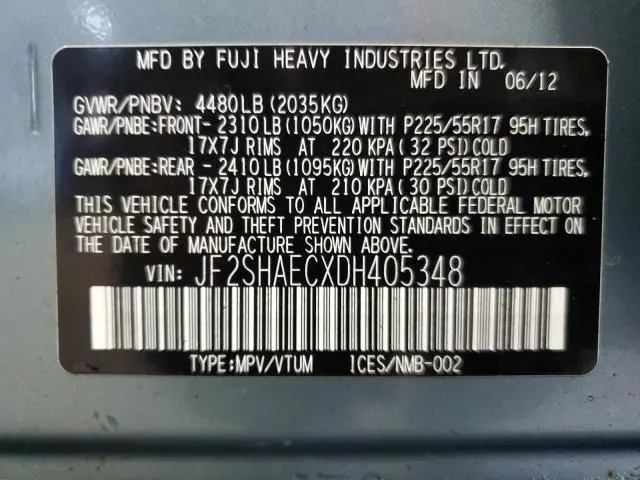 MFD BY FUJI HEAVY INDUSTRIES LTD.
MFD IN 06/12
GVWR/PNBV: 4480LB (2035KG)
GAWR/PNBE:FRONT- 2310LB (1050KG) WITH P225/55R17 95H TIRES,
17X7J RIMS AT 220 KPA (32 PSI) COLD
GAWR/PNBE:REAR - 2410LB (1095KG) WITH P225/55R17 95H TIRES,
17X7J RIMS AT 210 KPA (30 PSI) COLD
THIS VEHICLE CONFORMS TO ALL APPLICABLE FEDERAL MOTOR
VEHICLE SAFETY AND THEFT PREVENTION STANDARDS IN EFFECT ON
THE DATE OF MANUFACTURE SHOWN ABOVE.
VIN: JF2SHAECXDH405348
TYPE:MPV/VTUM ICES/NMB-002